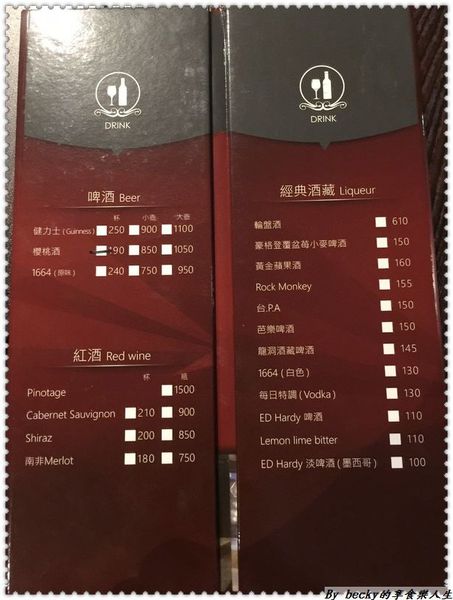 DRINK
啤酒 Beer
杯 小壺 大壺
健力士 (Guinness) 250 900 1100
櫻桃酒 90 850 1050
1664 (原味) 240 750 950
紅酒 Red wine
杯 瓶
Pinotage 1500
Cabernet Sauvignon 210 900
Shiraz 200 850
南非Merlot 180 750
DRINK
經典酒藏 Liqueur
輪盤酒 610
豪格登覆盆莓小麥啤酒 150
黃金蘋果酒 160
Rock Monkey 155
台.P.A 150
芭樂啤酒 150
龍洞酒藏啤酒 145
1664 (白色) 130
每日特調 (Vodka) 130
ED Hardy 啤酒 110
Lemon lime bitter 110
ED Hardy 淡啤酒 (墨西哥) 100
By becky的享食樂人生